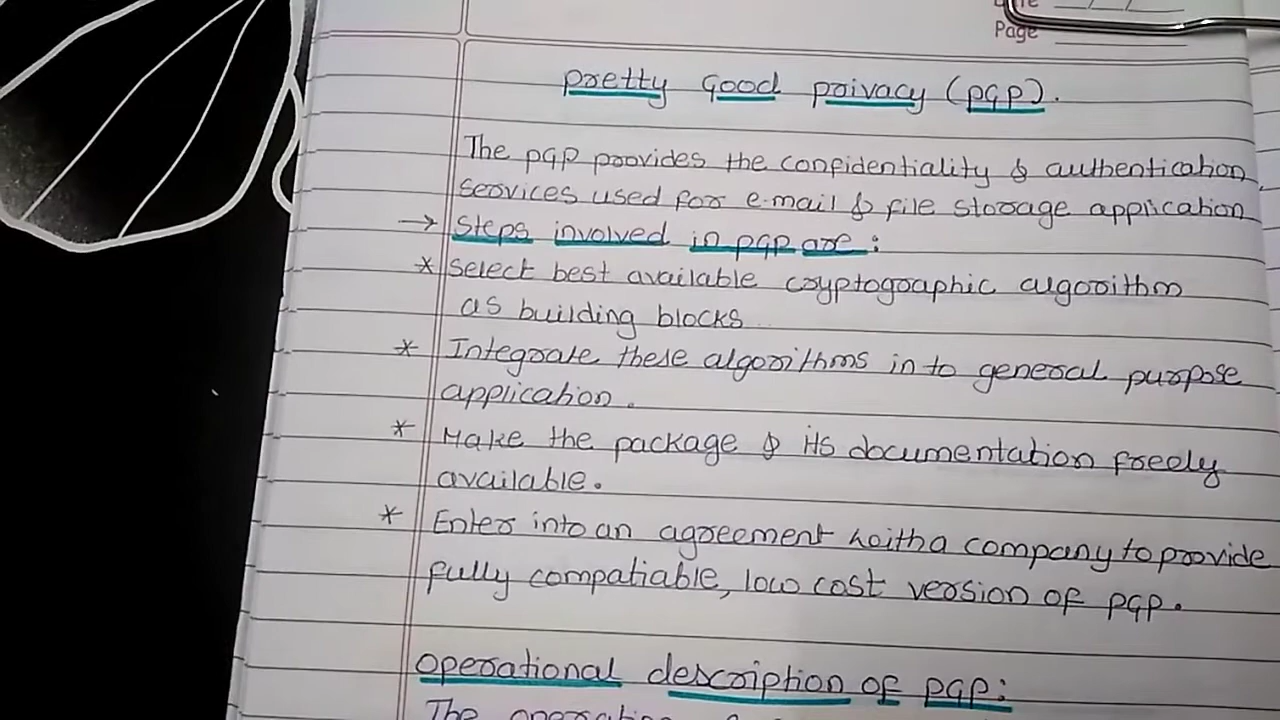 Page
Pretty Good Privacy (PGP).
The PGP provides the confidentiality & authentication
services used for e-mail & file storage application
→ Steps involved in PGP are:
* Select best available cryptographic algorithm
as building blocks
* Integrate these algorithms in to general purpose
application.
* Make the package & its documentation freely
available.
* Enter into an agreement with a company to provide
fully compatiable, low cost version of PGP.
Operational description of PGP:
The